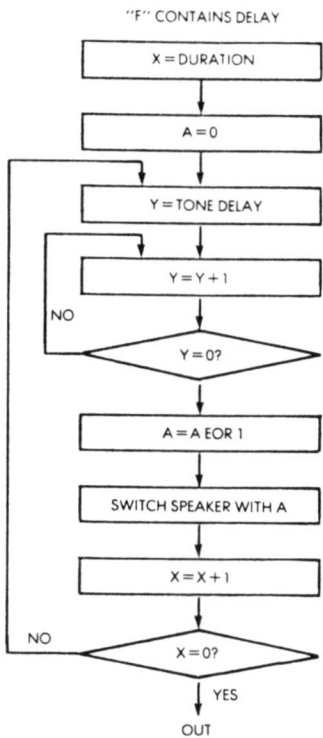 "F" CONTAINS DELAY
X = DURATION
A = 0
Y = TONE DELAY
Y = Y + 1
NO
Y = 0?
A = A EOR 1
SWITCH SPEAKER WITH A
X = X + 1
NO
X = 0?
YES
OUT